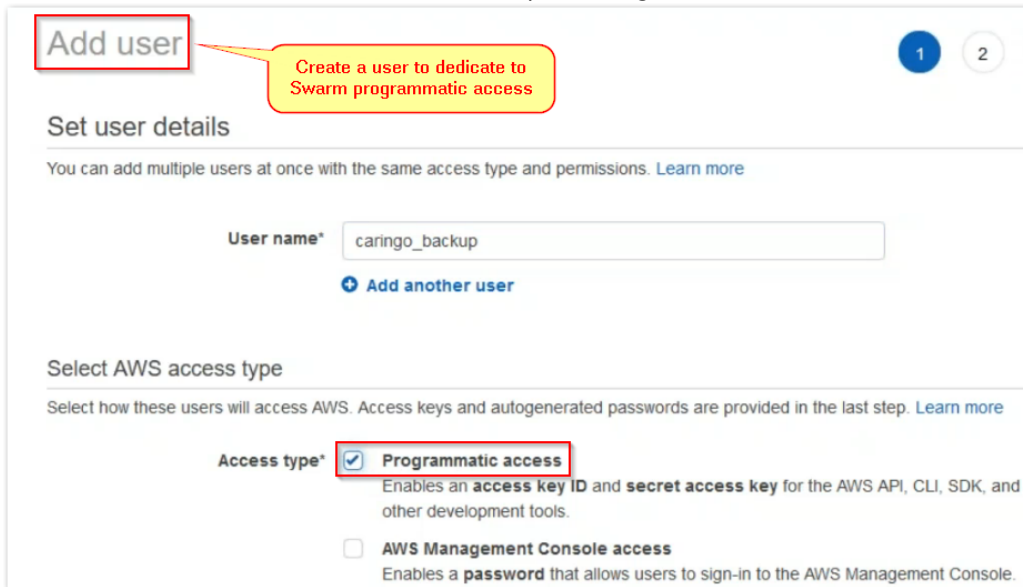 Add user
Create a user to dedicate to
Swarm programmatic access
1 2
Set user details
You can add multiple users at once with the same access type and permissions. Learn more
User name* caringo_backup
Add another user
Select AWS access type
Select how these users will access AWS. Access keys and autogenerated passwords are provided in the last step. Learn more
Access type* Programmatic access
Enables an access key ID and secret access key for the AWS API, CLI, SDK, and
other development tools.
AWS Management Console access
Enables a password that allows users to sign-in to the AWS Management Console.